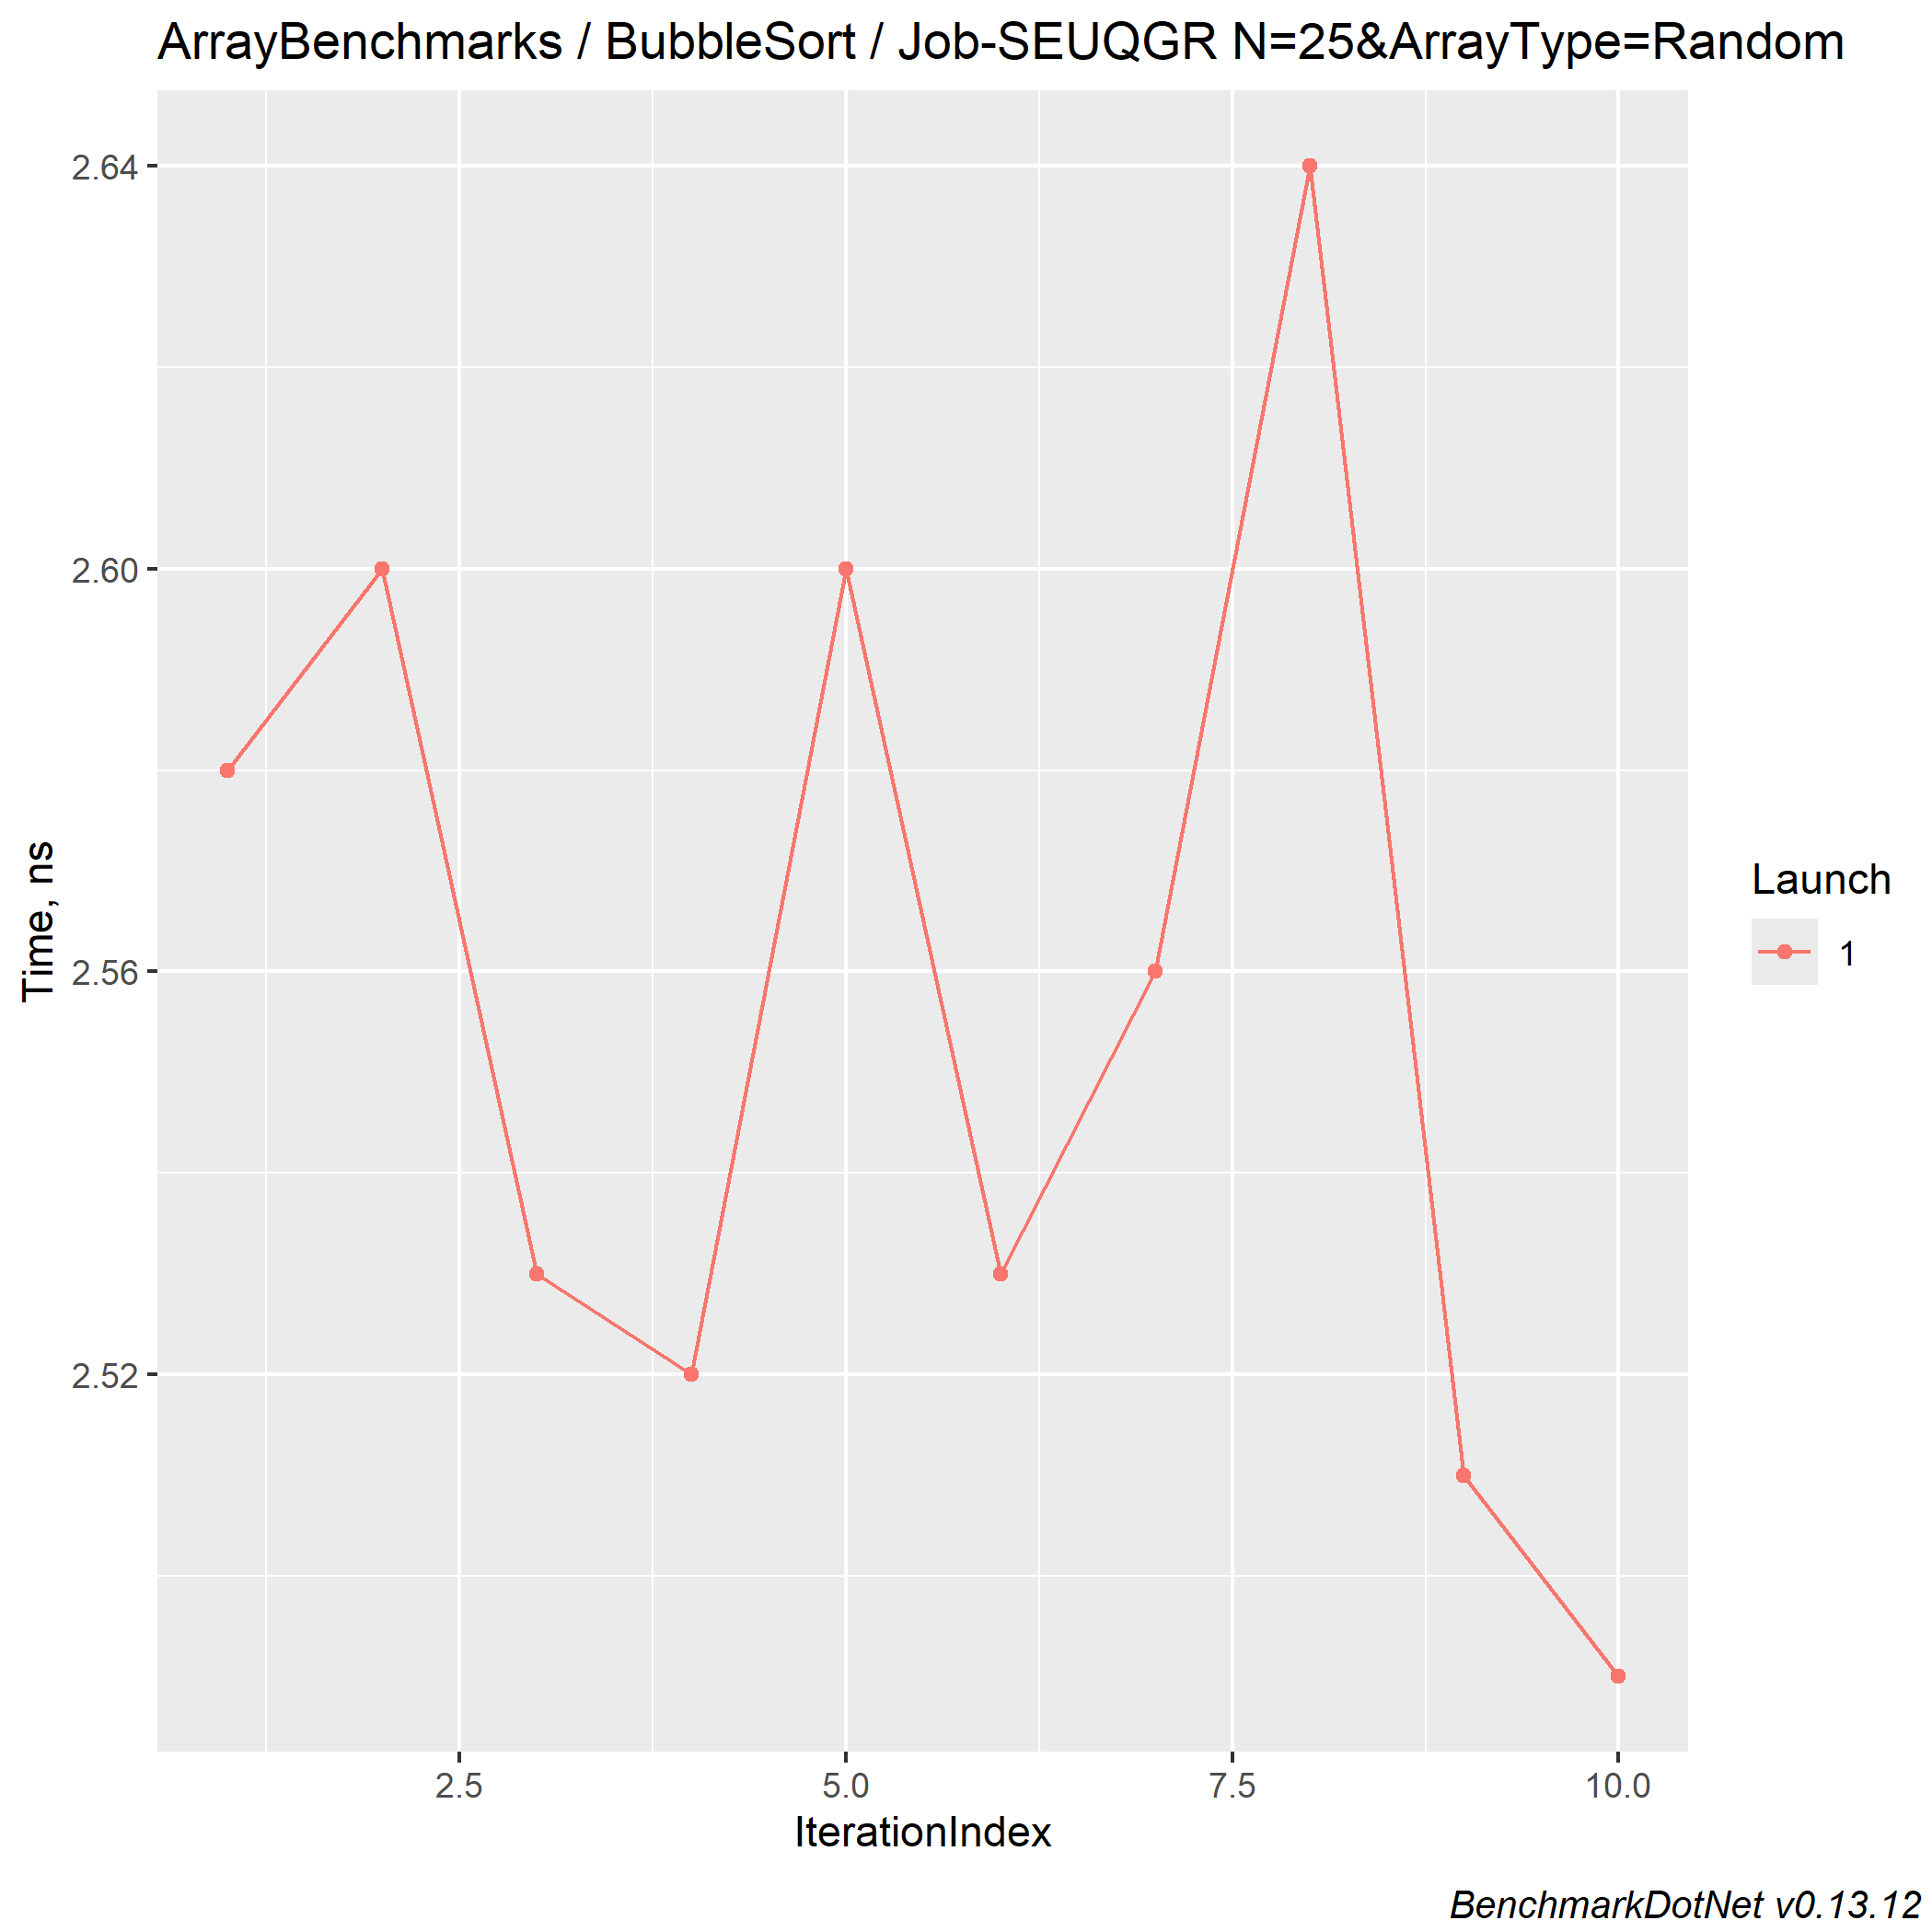 ArrayBenchmarks / BubbleSort / Job-SEUQGR N=25&ArrayType=Random
2.64
2.60
2.56
2.52
Time, ns
2.5 5.0 7.5 10.0
IterationIndex
Launch
1
BenchmarkDotNet v0.13.12